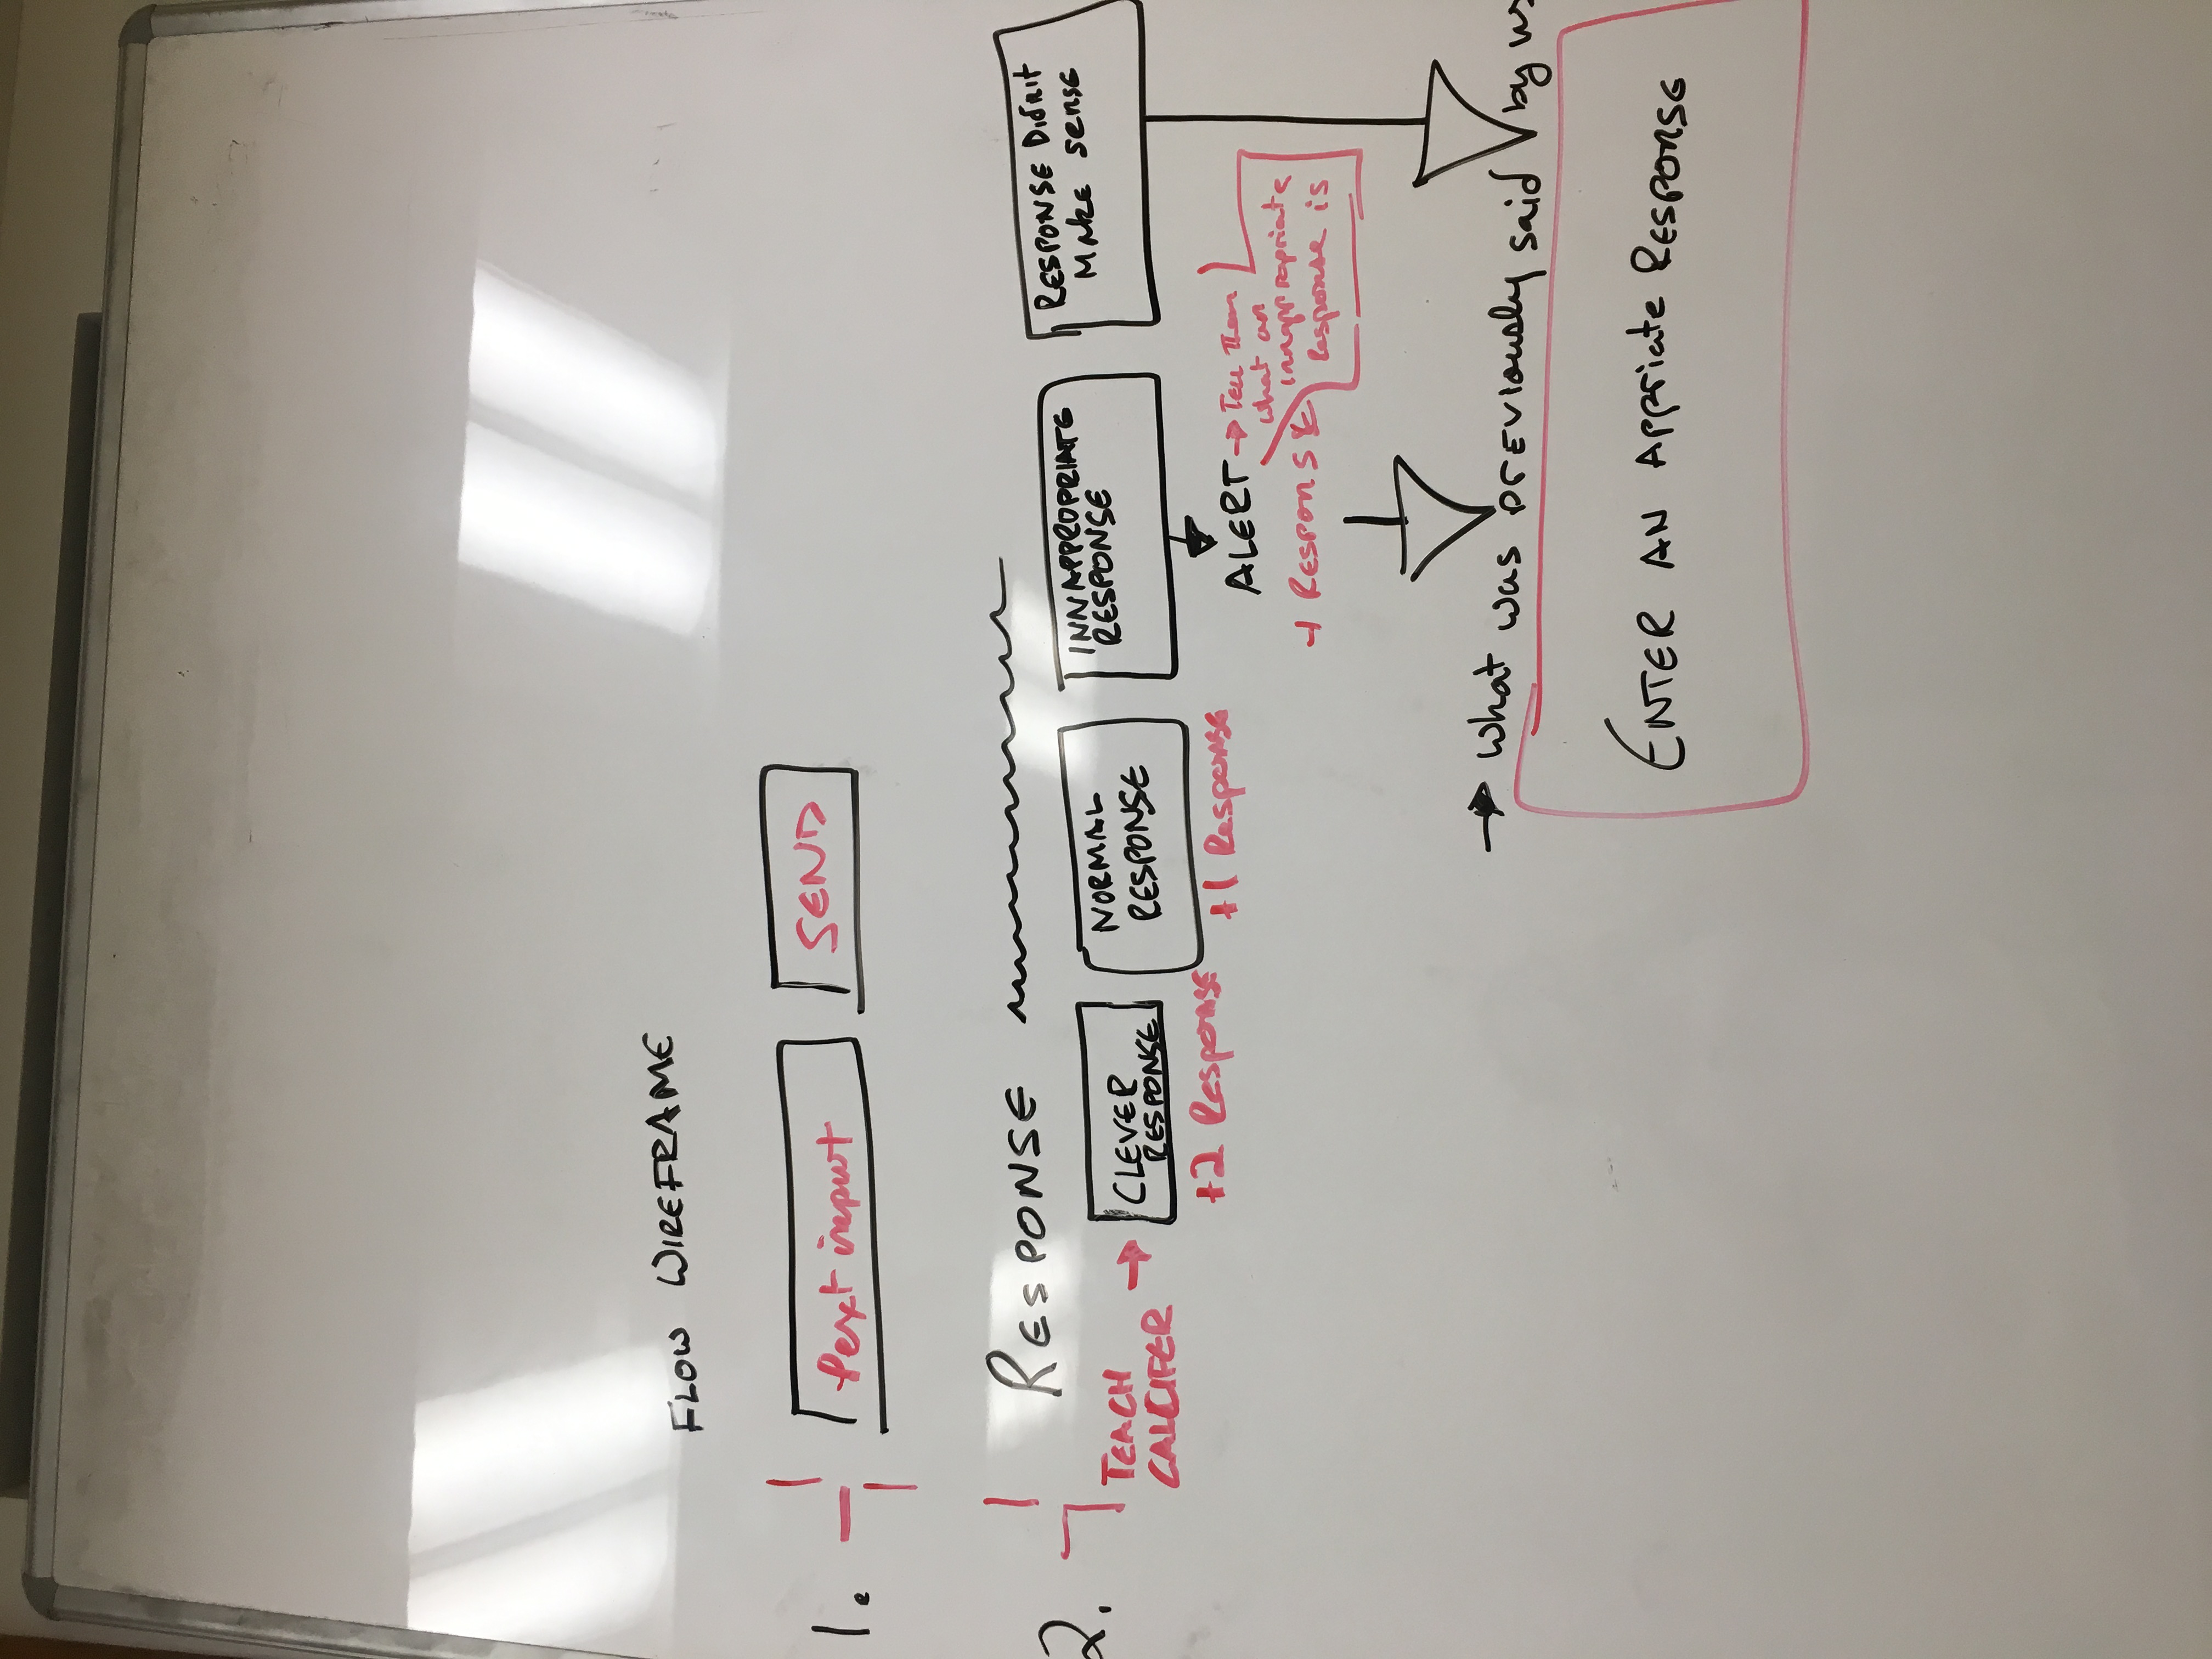 FLOW WIREFRAME
1.
Text input
SEND
2.
RESPONSE
TEACH
CALCIFER
CLEVER
RESPONSE
+2 Response
NORMAL
RESPONSE
+1 Response
INNAPPROPRIATE
RESPONSE
ALERT
Tell Them
what an
innappropriate
Response is
-1 RESPONSE
RESPONSE Didn't
MAKE SENSE
What was previously said by us
ENTER AN Appriate RESPONSE